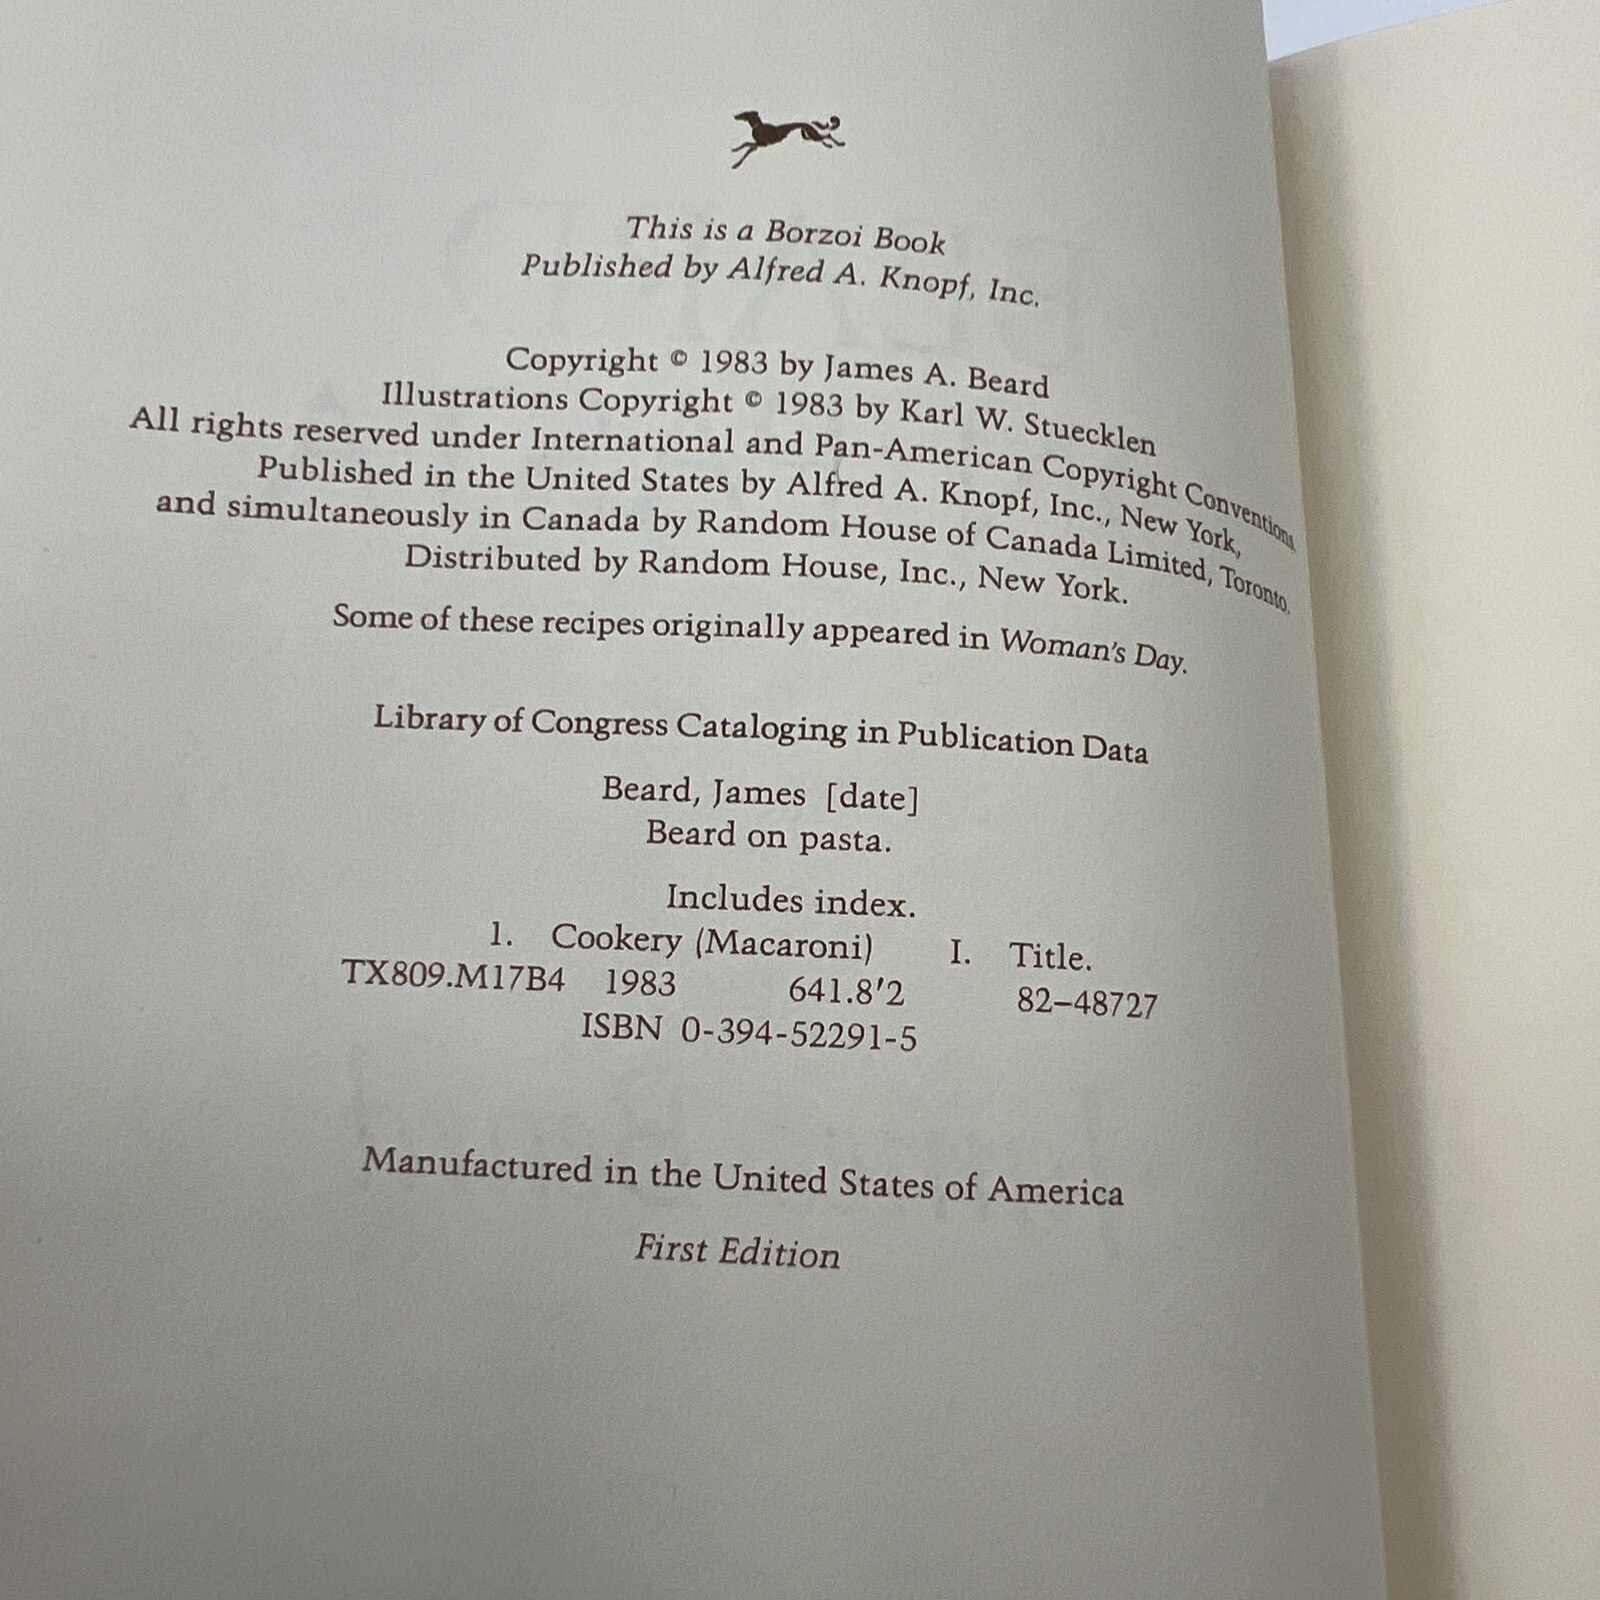 This is a Borzoi Book
Published by Alfred A. Knopf, Inc.
Copyright © 1983 by James A. Beard
Illustrations Copyright © 1983 by Karl W. Stuecklen
All rights reserved under International and Pan-American Copyright Conventions.
Published in the United States by Alfred A. Knopf, Inc., New York,
and simultaneously in Canada by Random House of Canada Limited, Toronto.
Distributed by Random House, Inc., New York.
Some of these recipes originally appeared in Woman's Day.
Library of Congress Cataloging in Publication Data
Beard, James [date]
Beard on pasta.
Includes index.
1. Cookery (Macaroni) I. Title.
TX809.M17B4 1983 641.8'2 82–48727
ISBN 0-394-52291-5
Manufactured in the United States of America
First Edition